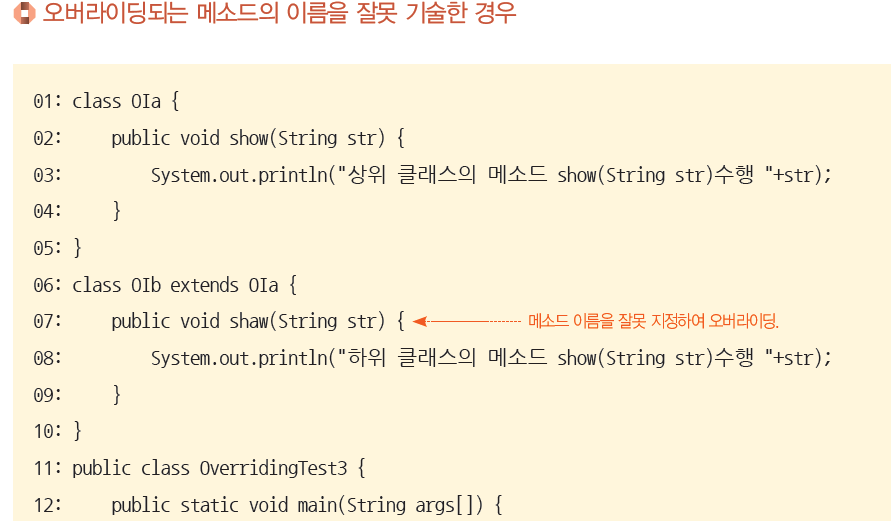 오버라이딩되는 메소드의 이름을 잘못 기술한 경우
01: class OIa {
02:     public void show(String str) {
03:         System.out.println("상위 클래스의 메소드 show(String str)수행 "+str);
04:     }
05: }
06: class OIb extends OIa {
07:     public void shaw(String str) { 메소드 이름을 잘못 지정하여 오버라이딩.
08:         System.out.println("하위 클래스의 메소드 show(String str)수행 "+str);
09:     }
10: }
11: public class OverridingTest3 {
12:     public static void main(String args[]) {